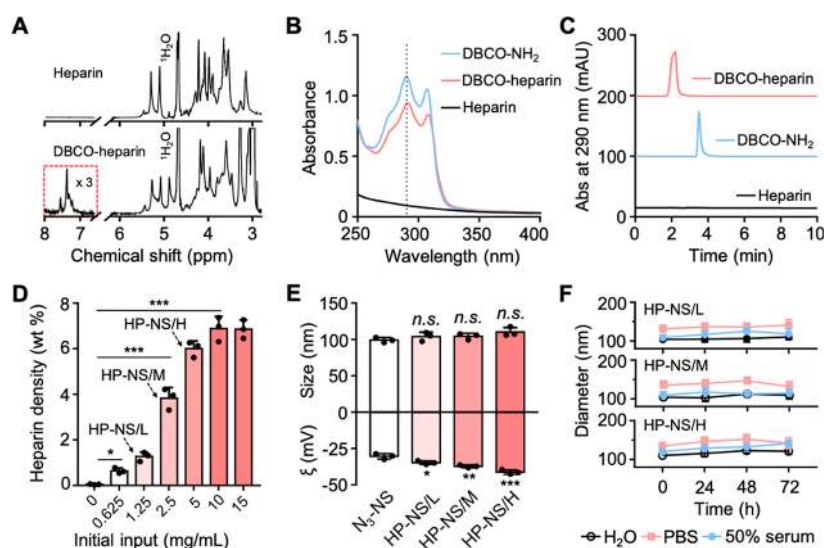 A
Heparin
¹H₂O
DBCO-heparin
¹H₂O
x 3
8 7 6 5 4 3
Chemical shift (ppm)
B
Absorbance
1.5
1.0
0.5
0.0
DBCO-NH₂
DBCO-heparin
Heparin
250 300 350 400
Wavelength (nm)
C
Abs at 290 nm (mAU)
300
200
100
0
DBCO-heparin
DBCO-NH₂
Heparin
0 2 4 6 8 10
Time (min)
D
Heparin density (wt %)
8
6
4
2
0
***
***
*
HP-NS/H
HP-NS/M
HP-NS/L
0 0.625 1.25 2.5 5 10 15
Initial input (mg/mL)
E
Size (nm)
150
100
50
0
n.s. n.s. n.s.
ξ (mV)
-25
-50
-75
* ** ***
N₃-NS HP-NS/L HP-NS/M HP-NS/H
F
Diameter (nm)
HP-NS/L
100
HP-NS/M
100
HP-NS/H
100
0 24 48 72
Time (h)
H₂O PBS 50% serum